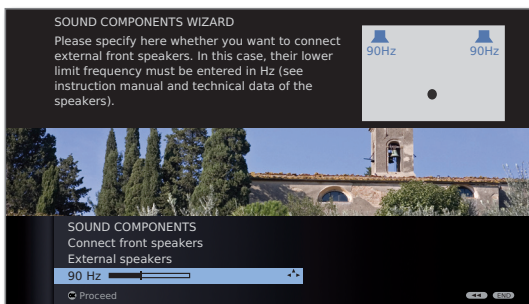 SOUND COMPONENTS WIZARD
Please specify here whether you want to connect
external front speakers. In this case, their lower
limit frequency must be entered in Hz (see
instruction manual and technical data of the
speakers).
90Hz 90Hz
SOUND COMPONENTS
Connect front speakers
External speakers
90 Hz
OK Proceed
END